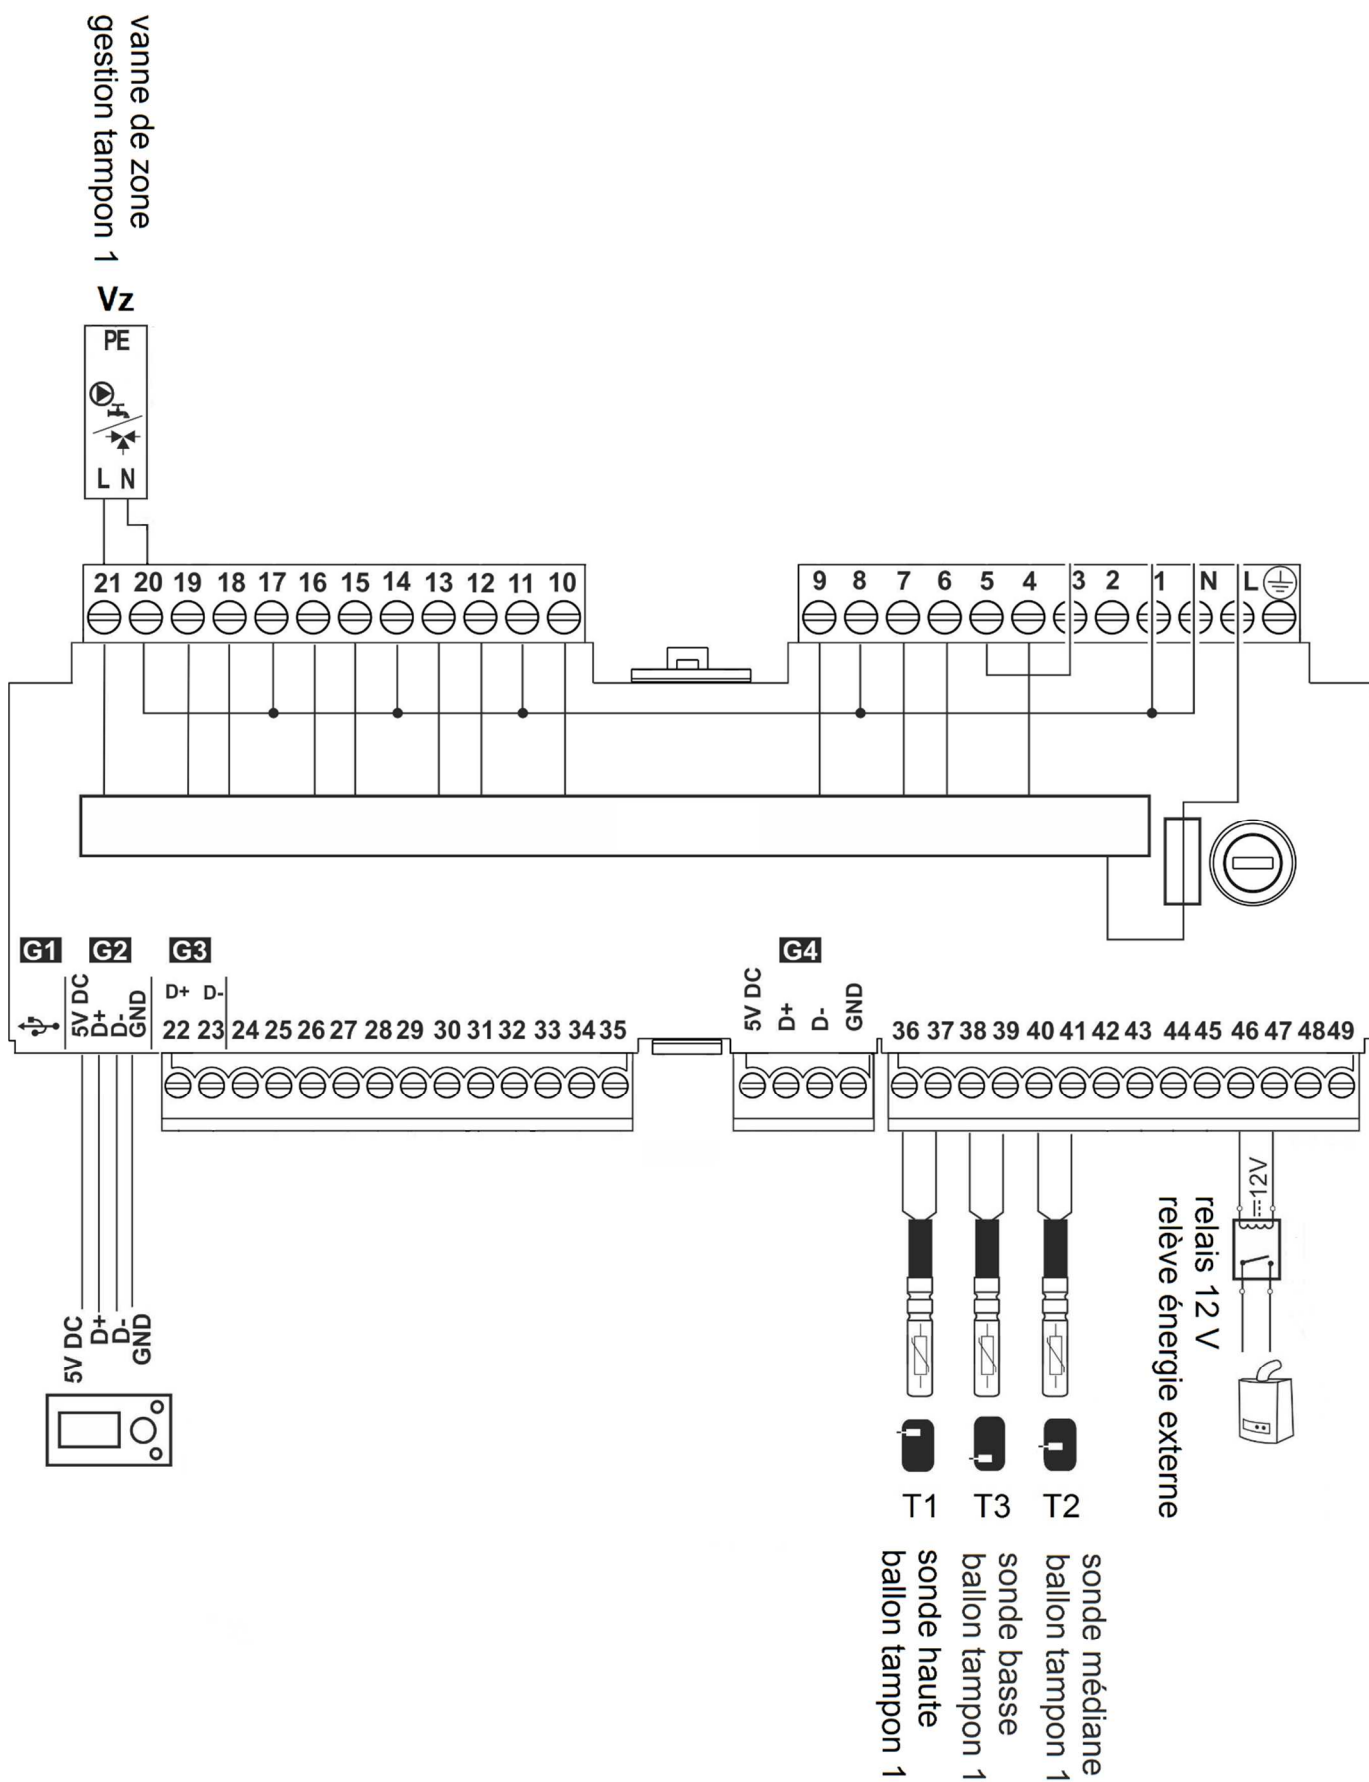 vanne de zone
gestion tampon 1
Vz
PE
L N
21 20 19 18 17 16 15 14 13 12 11 10
9 8 7 6 5 4 3 2 1 N L
G1 G2 G3 G4
5V DC
D+
D-
GND
D+ D-
5V DC
D+
D-
GND
22 23 24 25 26 27 28 29 30 31 32 33 34 35
36 37 38 39 40 41 42 43 44 45 46 47 48 49
12V
relais 12 V
relève énergie externe
5V DC
D+
D-
GND
T1 T3 T2
sonde haute
ballon tampon 1
sonde basse
ballon tampon 1
sonde médiane
ballon tampon 1